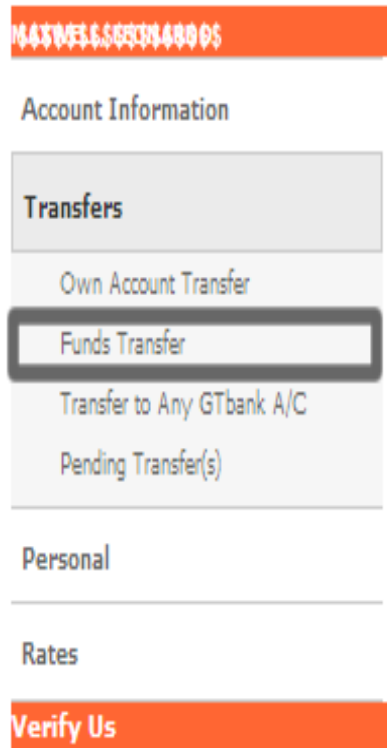 Account Information
Transfers
Own Account Transfer
Funds Transfer
Transfer to Any GTbank A/C
Pending Transfer(s)
Personal
Rates
Verify Us